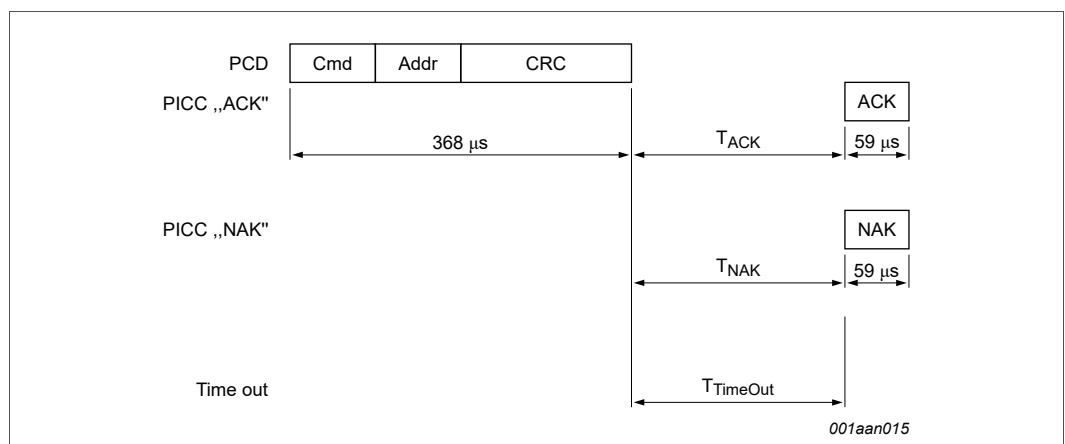 PCD Cmd Addr CRC
PICC ,,ACK" ACK
368 μs TACK 59 μs
PICC ,,NAK" NAK
TNAK 59 μs
Time out TTimeOut
001aan015